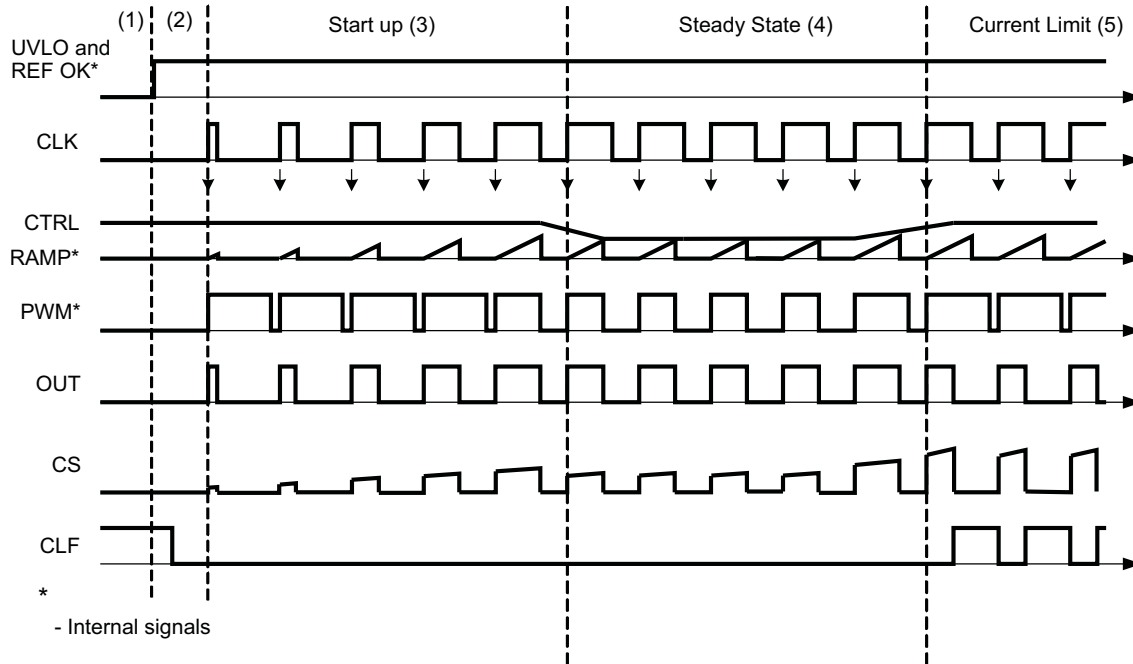 (1) (2) Start up (3) Steady State (4) Current Limit (5)
UVLO and
REF OK*
CLK
CTRL
RAMP*
PWM*
OUT
CS
CLF
*
- Internal signals